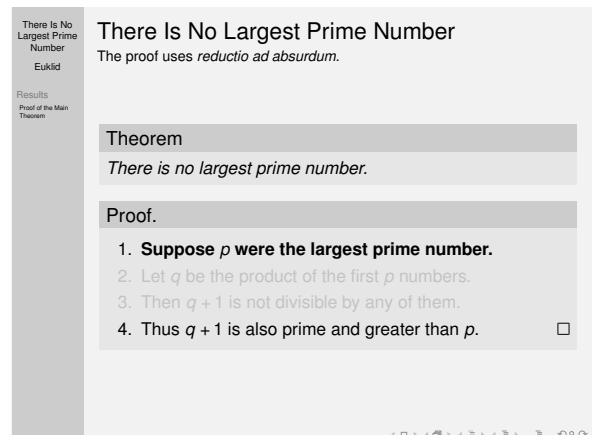 There Is No
Largest Prime
Number
Euklid
Results
Proof of the Main
Theorem
There Is No Largest Prime Number
The proof uses reductio ad absurdum.
Theorem
There is no largest prime number.
Proof.
1. Suppose p were the largest prime number.
2. Let q be the product of the first p numbers.
3. Then q + 1 is not divisible by any of them.
4. Thus q + 1 is also prime and greater than p. □